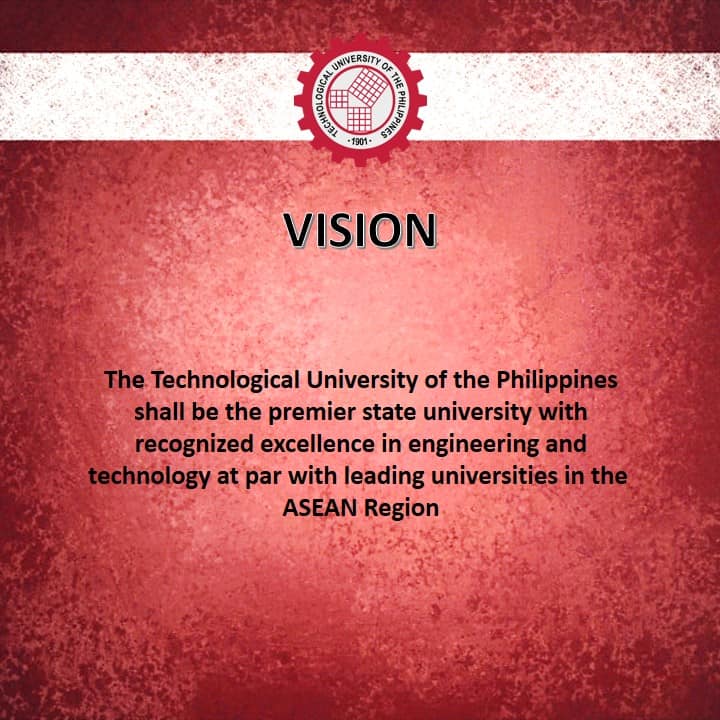 TECHNOLOGICAL UNIVERSITY OF THE PHILIPPINES
· 1901 ·
VISION
The Technological University of the Philippines
shall be the premier state university with
recognized excellence in engineering and
technology at par with leading universities in the
ASEAN Region